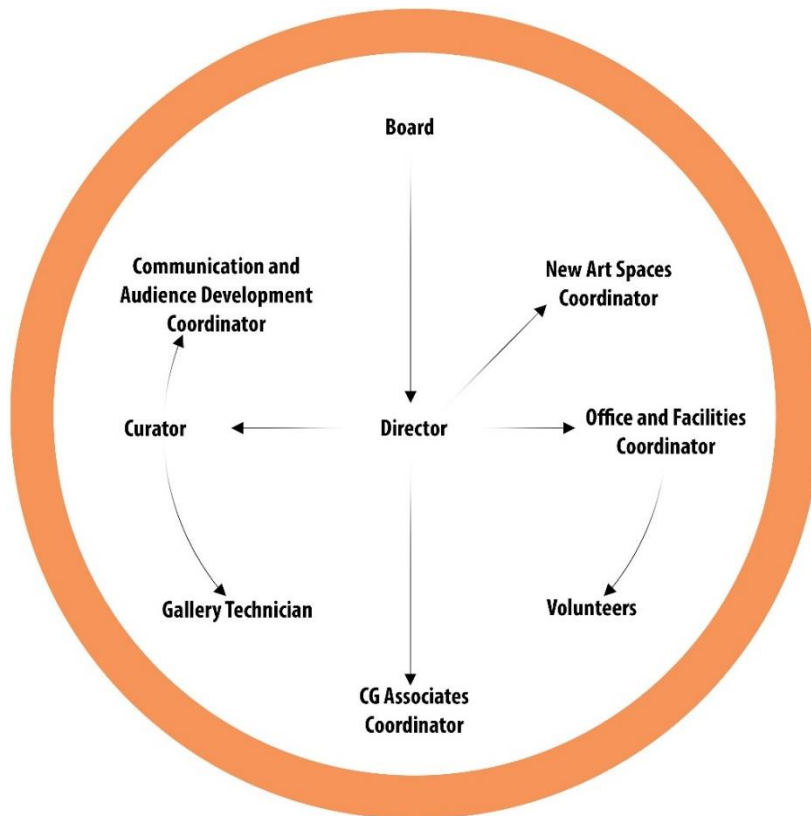 Board
Communication and
Audience Development
Coordinator
New Art Spaces
Coordinator
Curator
Director
Office and Facilities
Coordinator
Gallery Technician
Volunteers
CG Associates
Coordinator